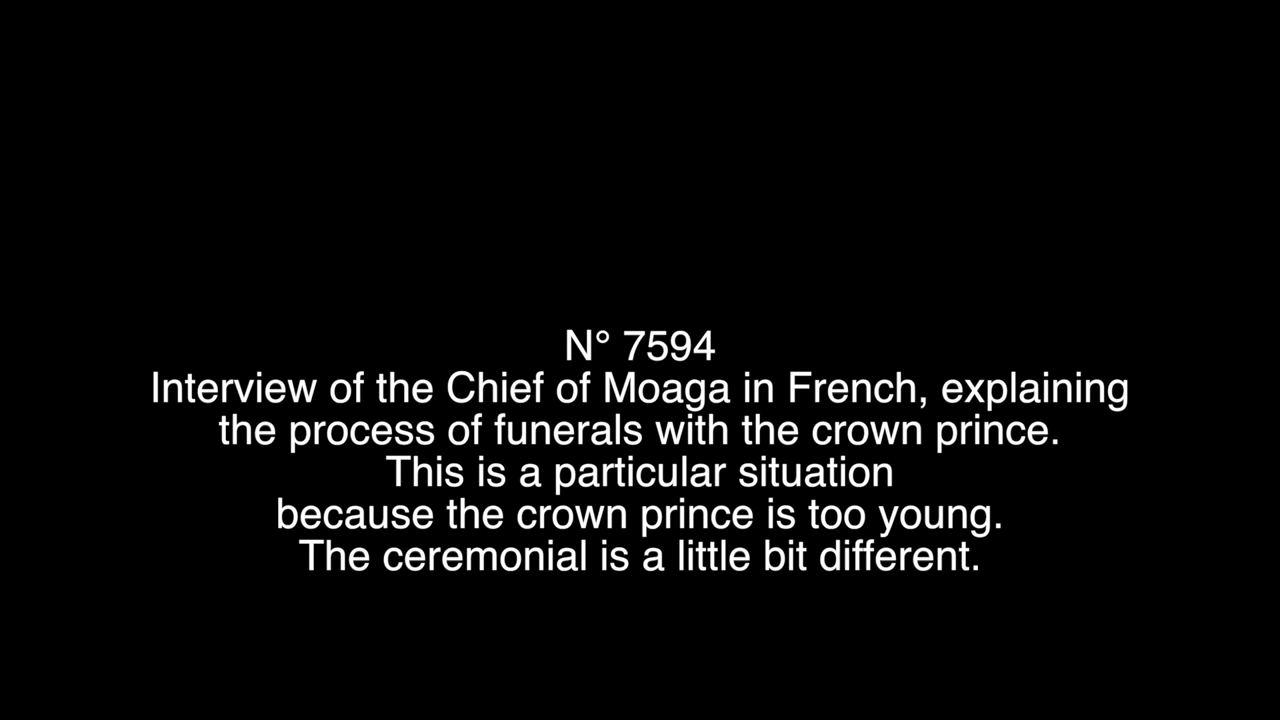 N° 7594
Interview of the Chief of Moaga in French, explaining
the process of funerals with the crown prince.
This is a particular situation
because the crown prince is too young.
The ceremonial is a little bit different.